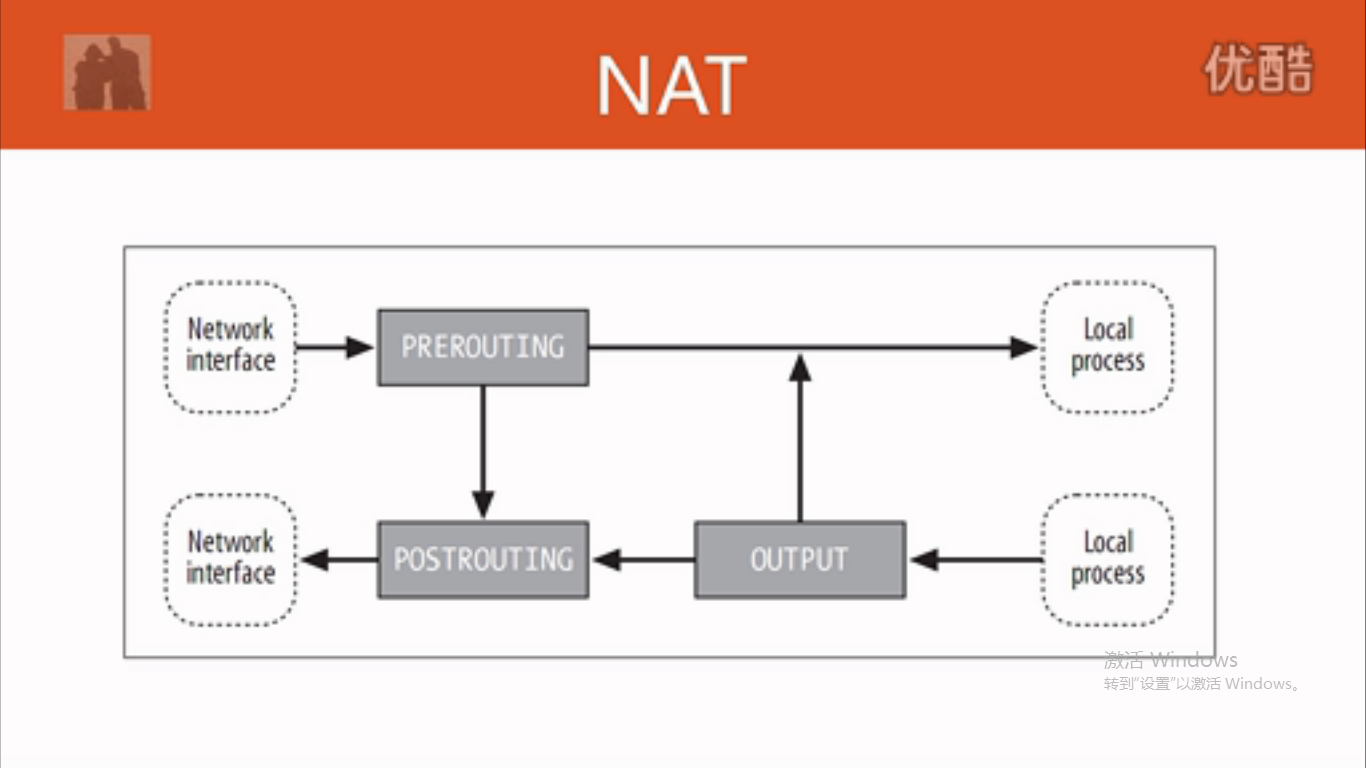 优酷
NAT
Network
interface
PREROUTING
Local
process
Network
interface
POSTROUTING
OUTPUT
Local
process
激活 Windows
转到"设置"以激活 Windows。